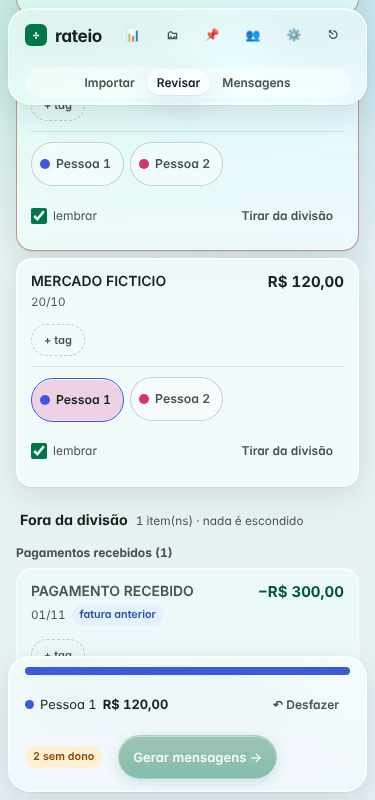 rateio
Importar Revisar Mensagens
+ tag
Pessoa 1 Pessoa 2
lembrar Tirar da divisão
MERCADO FICTICIO R$ 120,00
20/10
+ tag
Pessoa 1 Pessoa 2
lembrar Tirar da divisão
Fora da divisão 1 item(ns) · nada é escondido
Pagamentos recebidos (1)
PAGAMENTO RECEBIDO −R$ 300,00
01/11 fatura anterior
+ tag
Pessoa 1 R$ 120,00 ↶ Desfazer
2 sem dono Gerar mensagens →